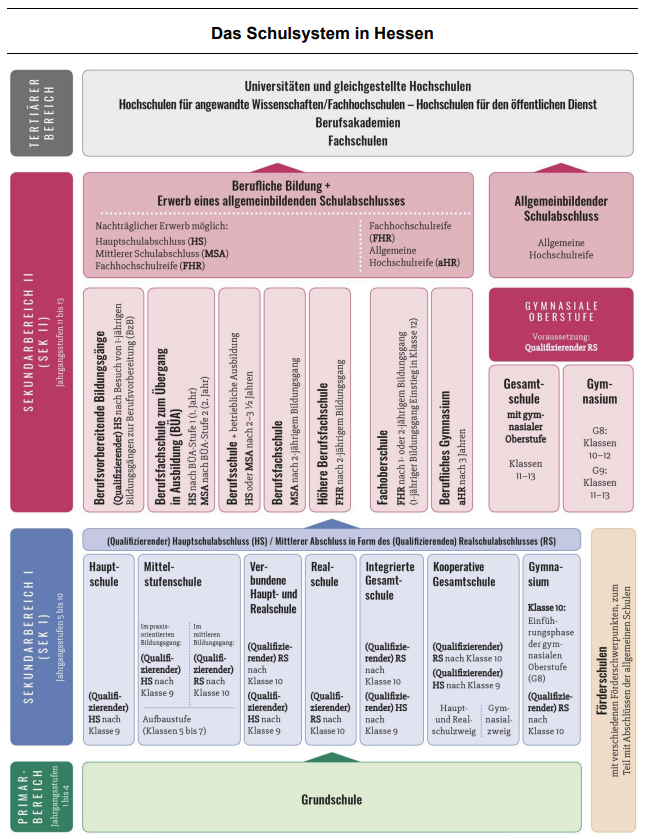 Das Schulsystem in Hessen
TERTIÄRER
BEREICH
Universitäten und gleichgestellte Hochschulen
Hochschulen für angewandte Wissenschaften/Fachhochschulen – Hochschulen für den öffentlichen Dienst
Berufsakademien
Fachschulen
SEKUNDARBEREICH II
(SEK II)
Jahrgangsstufen 11 bis 13
Berufliche Bildung +
Erwerb eines allgemeinbildenden Schulabschlusses
Nachträglicher Erwerb möglich:
Hauptschulabschluss (HS)
Mittlerer Schulabschluss (MSA)
Fachhochschulreife (FHR)
Fachhochschulreife
(FHR)
Allgemeine
Hochschulreife (aHR)
Allgemeinbildender
Schulabschluss
Allgemeine
Hochschulreife
Berufsvorbereitende Bildungsgänge
(Qualifizierender) HS nach Besuch von 1-jährigen
Bildungsgängen zur Berufsvorbereitung (BzB)
Berufsfachschule zum Übergang
in Ausbildung (BÜA)
HS nach BÜA-Stufe 1 (1. Jahr)
MSA nach BÜA-Stufe 2 (2. Jahr)
Berufsschule + betriebliche Ausbildung
HS oder MSA nach 2–3 ½ Jahren
Berufsfachschule
MSA nach 2-jährigem Bildungsgang
Höhere Berufsfachschule
FHR nach 2-jährigem Bildungsgang
Fachoberschule
FHR nach 1- oder 2-jährigem Bildungsgang
(1-jähriger Bildungsgang Einstieg in Klasse 12)
Berufliches Gymnasium
aHR nach 3 Jahren
GYMNASIALE
OBERSTUFE
Voraussetzung:
Qualifizierender RS
Gesamt-
schule
mit gym-
nasialer
Oberstufe
Klassen
11–13
Gym-
nasium
G8:
Klassen
10–12
G9:
Klassen
11–13
SEKUNDARBEREICH I
(SEK I)
Jahrgangsstufen 5 bis 10
(Qualifizierender) Hauptschulabschluss (HS) / Mittlerer Abschluss in Form des (Qualifizierenden) Realschulabschlusses (RS)
Haupt-
schule
(Qualifi-
zierender)
HS nach
Klasse 9
Mittel-
stufenschule
Im praxis-
orientierten
Bildungsgang:
(Qualifi-
zierender)
HS nach
Klasse 9
Im
mittleren
Bildungsgang:
(Qualifi-
zierender)
RS nach
Klasse 10
Aufbaustufe
(Klassen 5 bis 7)
Ver-
bundene
Haupt- und
Realschule
(Qualifizie-
render) RS
nach
Klasse 10
(Qualifi-
zierender)
HS nach
Klasse 9
Real-
schule
(Qualifi-
zierender)
RS nach
Klasse 10
Integrierte
Gesamt-
schule
(Qualifizie-
render) RS
nach
Klasse 10
(Qualifizie-
render) HS
nach
Klasse 9
Kooperative
Gesamtschule
(Qualifizierender)
RS nach Klasse 10
(Qualifizierender)
HS nach Klasse 9
Haupt-
und Real-
schulzweig
Gym-
nasial-
zweig
Gymna-
sium
Klasse 10:
Einfüh-
rungsphase
der gym-
nasialen
Oberstufe
(G8)
(Qualifi-
zierender)
RS nach
Klasse 10
Förderschulen
mit verschiedenen Förderschwerpunkten, zum
Teil mit Abschlüssen der allgemeinen Schulen
PRIMAR-
BEREICH
Jahrgangsstufen
1 bis 4
Grundschule